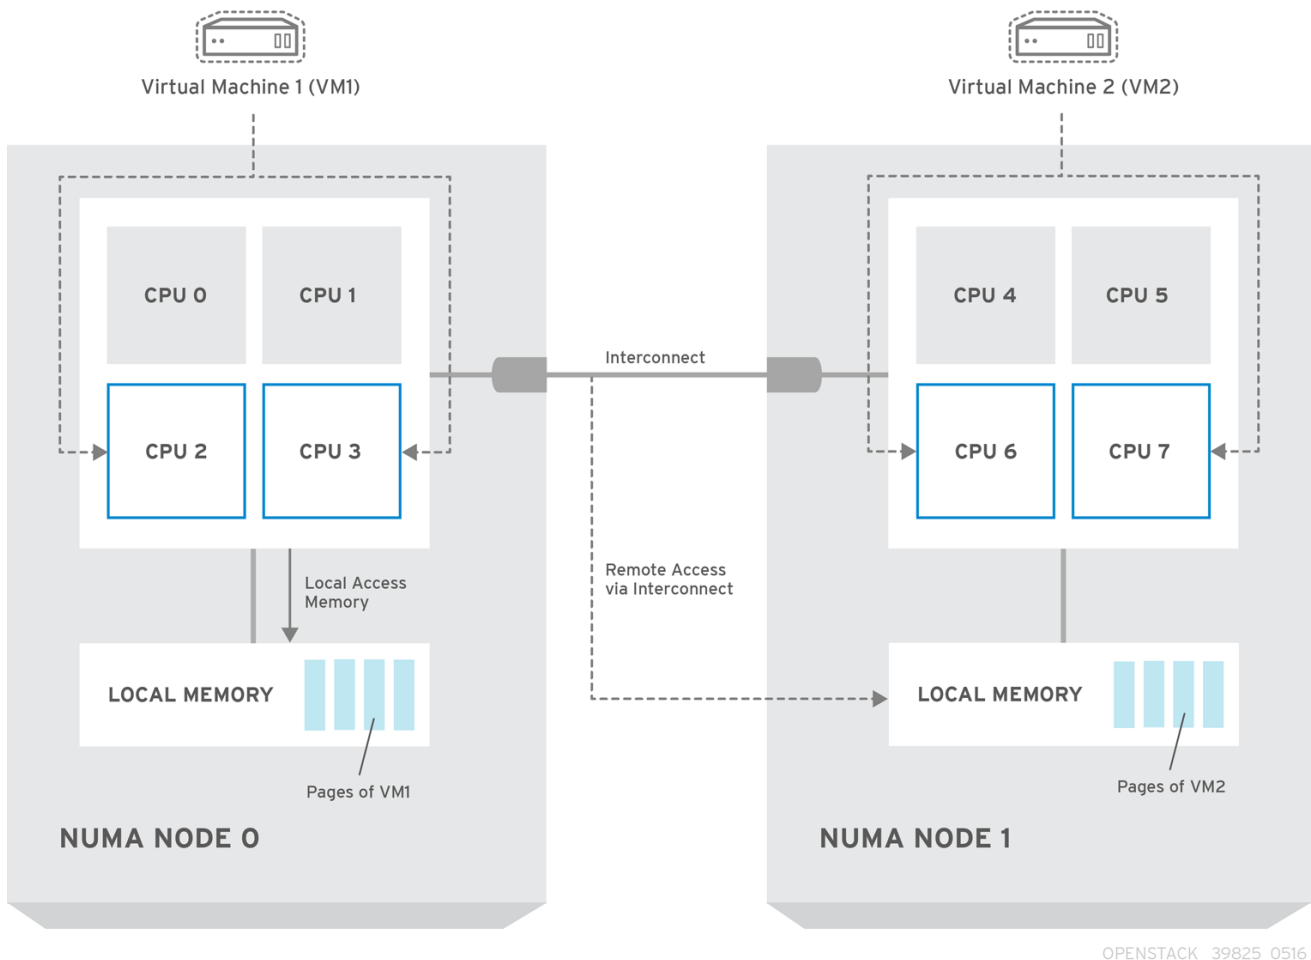 Virtual Machine 1 (VM1)
Virtual Machine 2 (VM2)
CPU 0
CPU 1
CPU 4
CPU 5
Interconnect
CPU 2
CPU 3
CPU 6
CPU 7
Local Access
Memory
Remote Access
via Interconnect
LOCAL MEMORY
LOCAL MEMORY
Pages of VM1
Pages of VM2
NUMA NODE 0
NUMA NODE 1
OPENSTACK 39825 0516